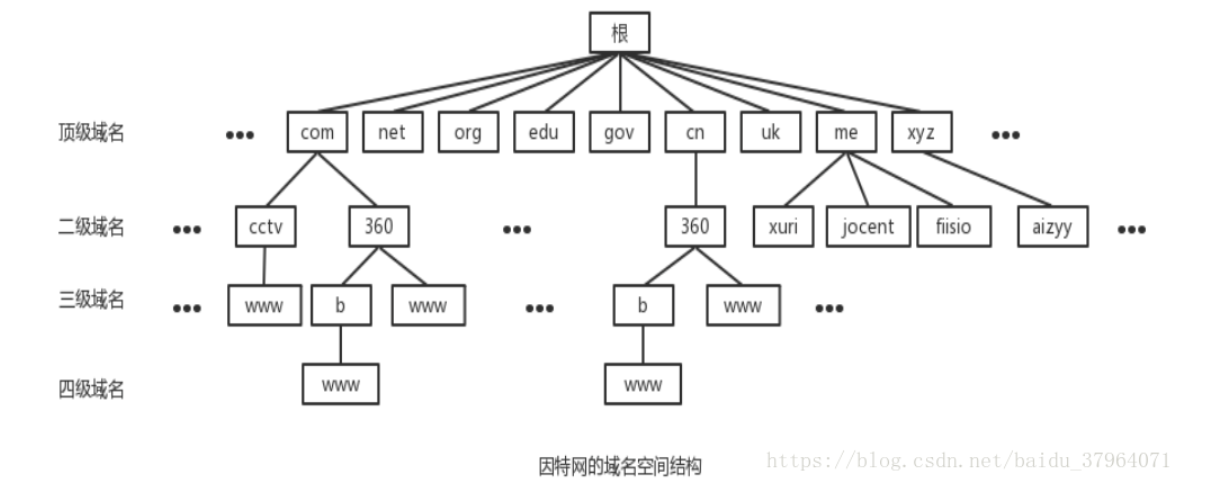 根
顶级域名 ••• com net org edu gov cn uk me xyz •••
二级域名 ••• cctv 360 ••• 360 xuri jocent fiisio aizyy •••
三级域名 ••• www b www ••• b www •••
四级域名 www www
因特网的域名空间结构
https://blog.csdn.net/baidu_37964071